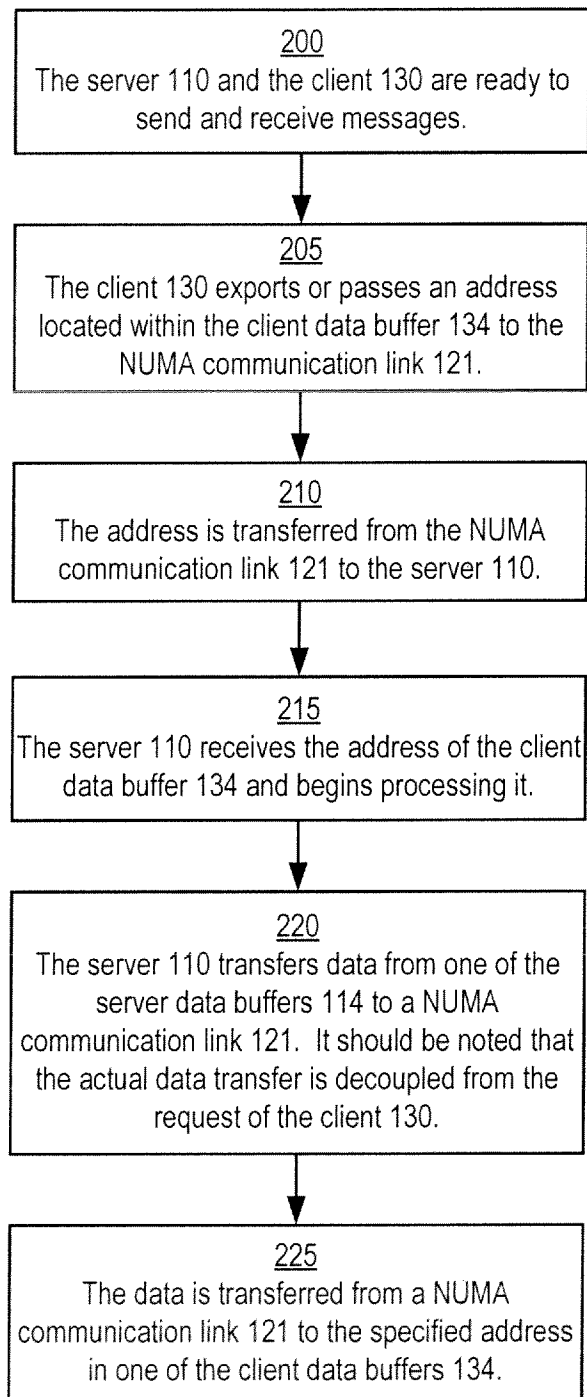 200
The server 110 and the client 130 are ready to
send and receive messages.
205
The client 130 exports or passes an address
located within the client data buffer 134 to the
NUMA communication link 121.
210
The address is transferred from the NUMA
communication link 121 to the server 110.
215
The server 110 receives the address of the client
data buffer 134 and begins processing it.
220
The server 110 transfers data from one of the
server data buffers 114 to a NUMA
communication link 121. It should be noted that
the actual data transfer is decoupled from the
request of the client 130.
225
The data is transferred from a NUMA
communication link 121 to the specified address
in one of the client data buffers 134.